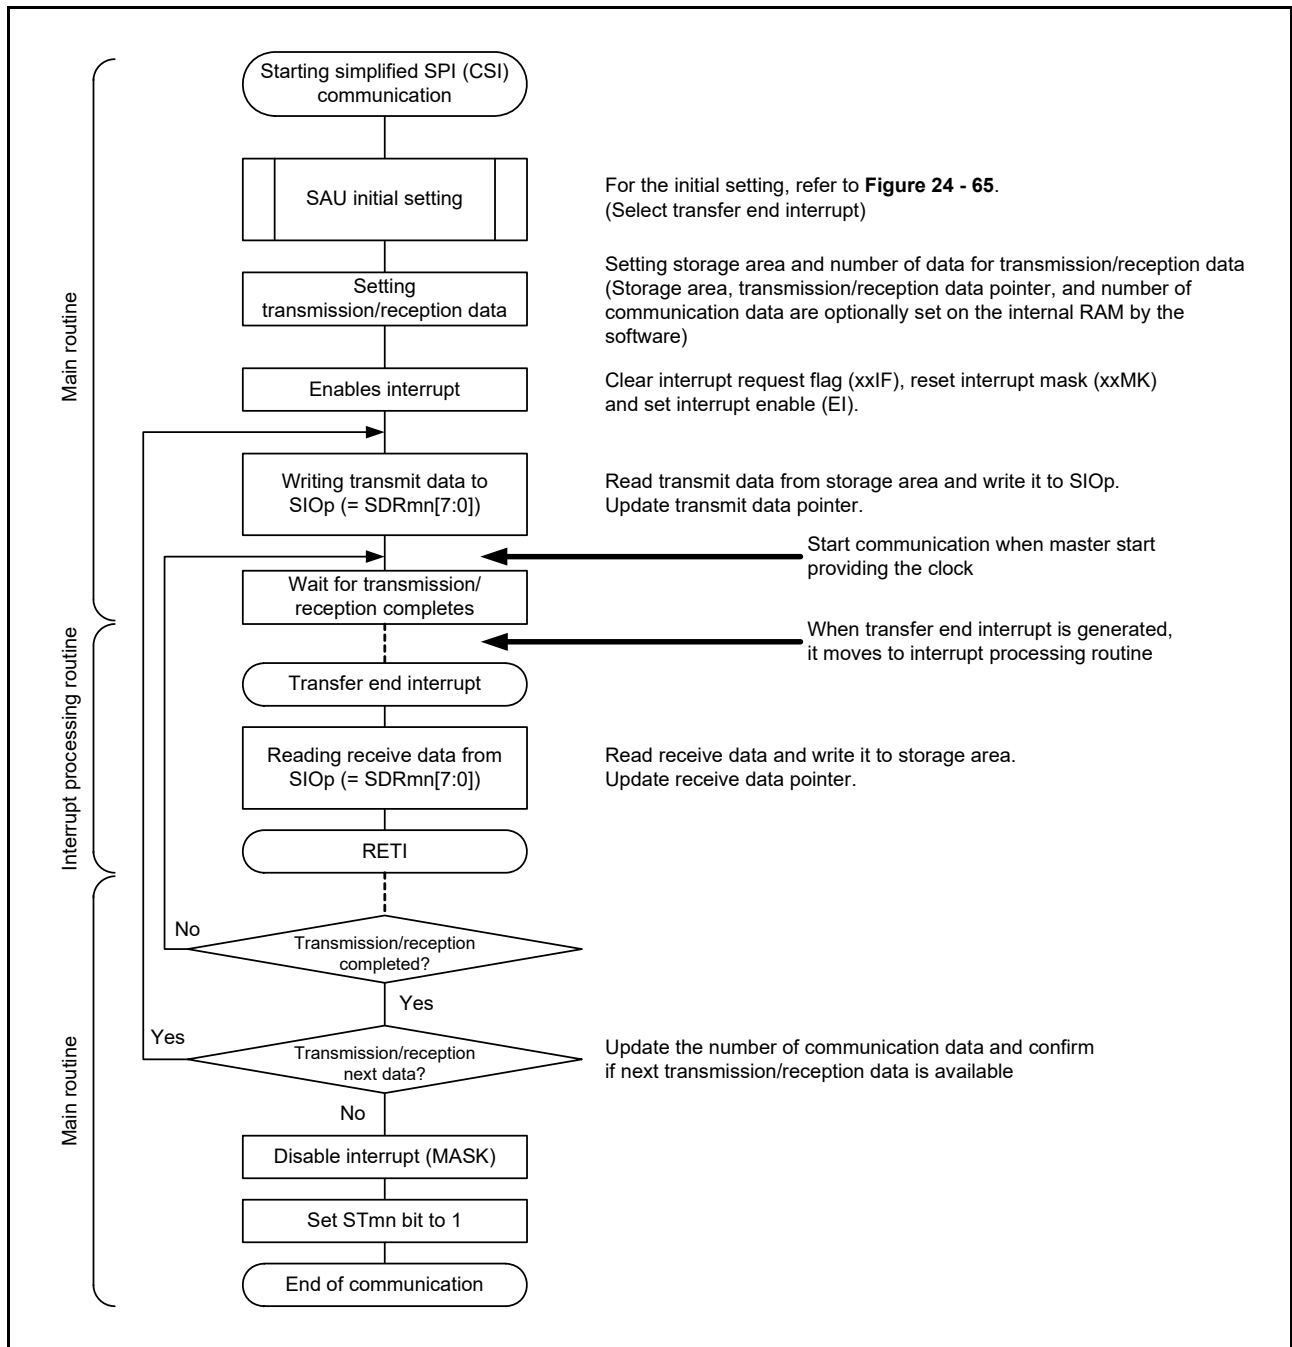 Starting simplified SPI (CSI)
communication
SAU initial setting
For the initial setting, refer to Figure 24 - 65.
(Select transfer end interrupt)
Setting
transmission/reception data
Setting storage area and number of data for transmission/reception data
(Storage area, transmission/reception data pointer, and number of
communication data are optionally set on the internal RAM by the
software)
Main routine
Enables interrupt
Clear interrupt request flag (xxIF), reset interrupt mask (xxMK)
and set interrupt enable (EI).
Writing transmit data to
SIOp (= SDRmn[7:0])
Read transmit data from storage area and write it to SIOp.
Update transmit data pointer.
Start communication when master start
providing the clock
Wait for transmission/
reception completes
When transfer end interrupt is generated,
it moves to interrupt processing routine
Interrupt processing routine
Transfer end interrupt
Reading receive data from
SIOp (= SDRmn[7:0])
Read receive data and write it to storage area.
Update receive data pointer.
RETI
No
Transmission/reception
completed?
Yes
Main routine
Yes
Transmission/reception
next data?
Update the number of communication data and confirm
if next transmission/reception data is available
No
Disable interrupt (MASK)
Set STmn bit to 1
End of communication